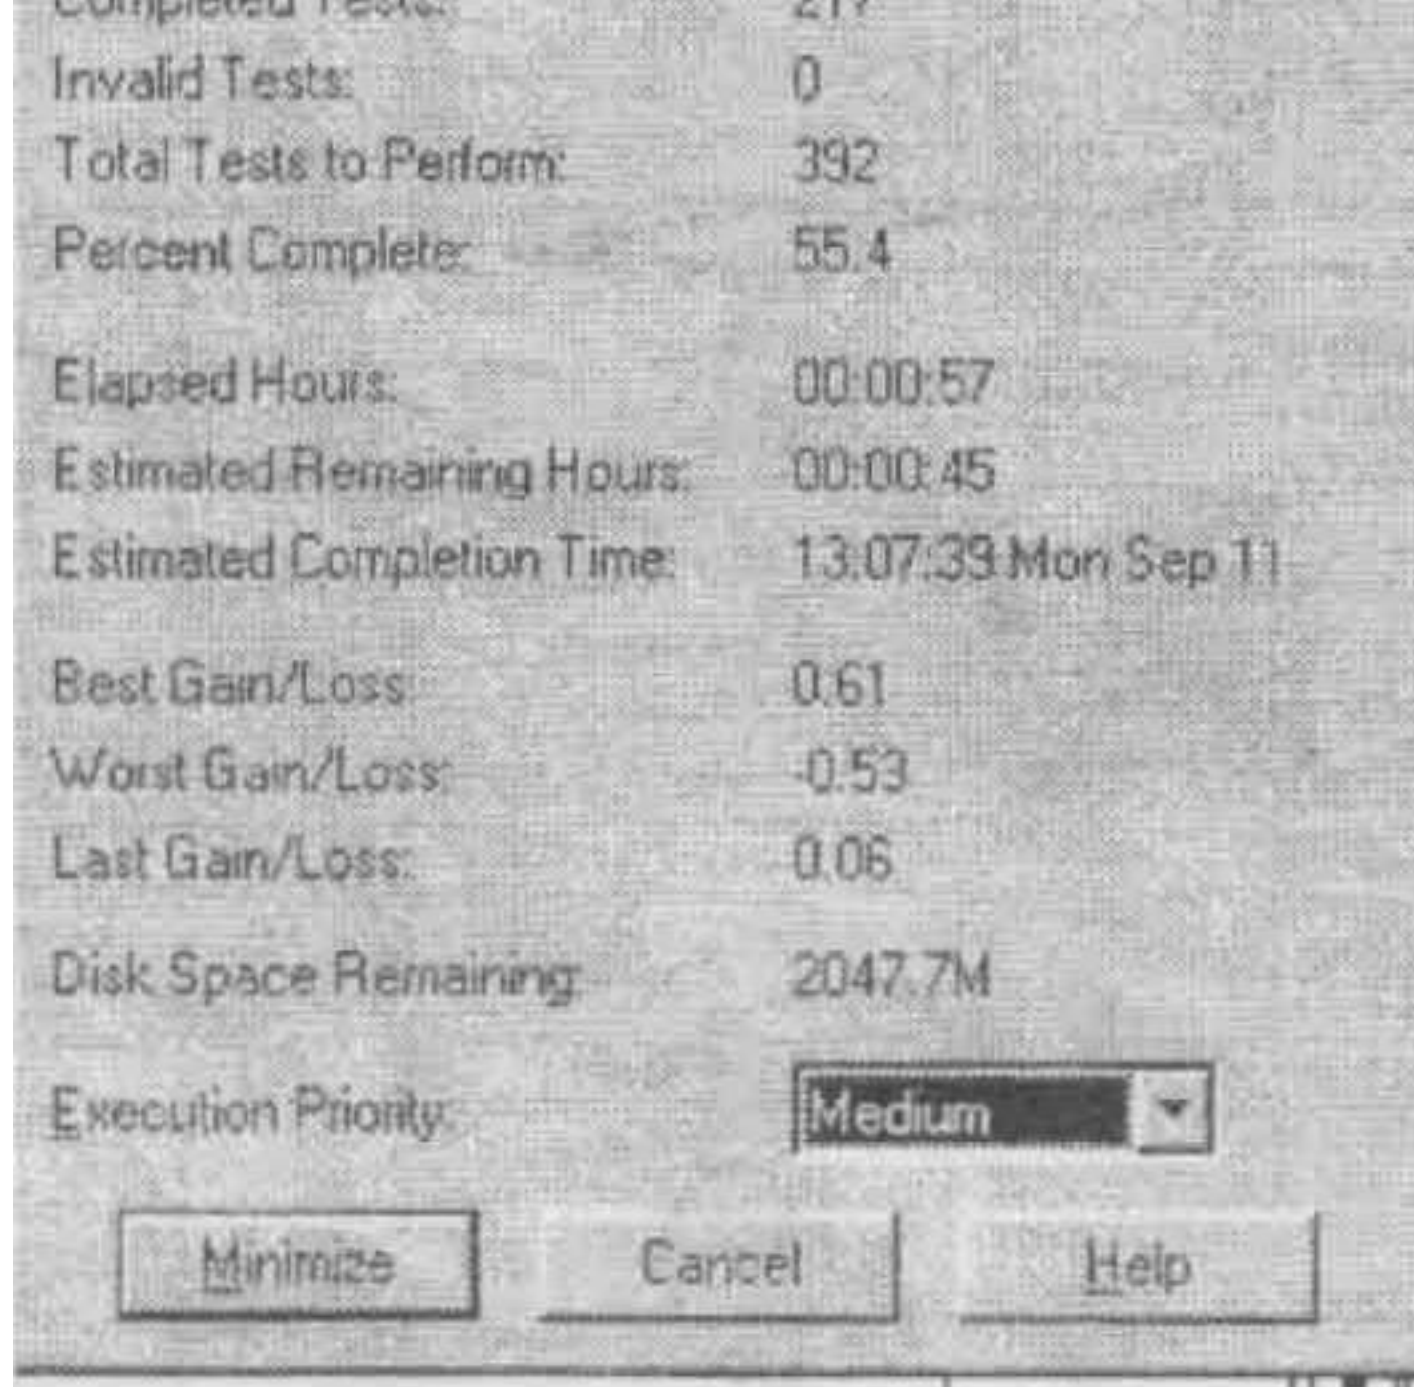 Completed Tests: 217
Invalid Tests: 0
Total Tests to Perform: 392
Percent Complete: 55.4
Elapsed Hours: 00:00:57
Estimated Remaining Hours: 00:00:45
Estimated Completion Time: 13:07:39 Mon Sep 11
Best Gain/Loss: 0.61
Worst Gain/Loss: -0.53
Last Gain/Loss: 0.06
Disk Space Remaining: 2047.7M
Execution Priority: Medium
Minimize Cancel Help